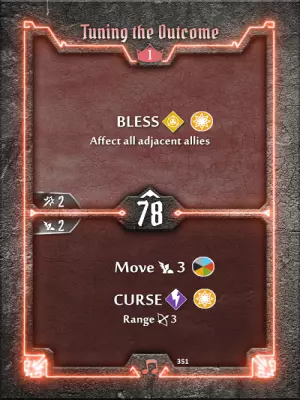 Tuning the Outcome
1
BLESS
Affect all adjacent allies
2
78
2
Move 3
CURSE
Range 3
351